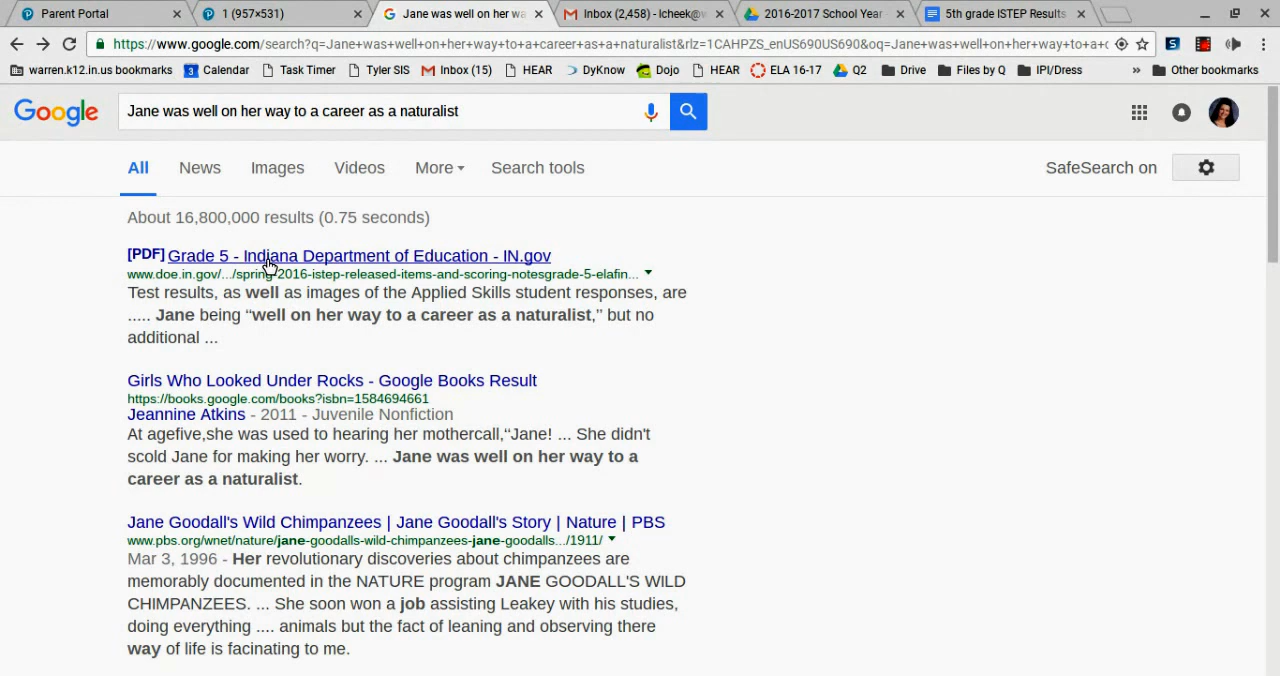 Parent Portal
1 (957×531)
Jane was well on her wa
Inbox (2,458) - lcheek@w
2016-2017 School Year
5th grade ISTEP Results
https://www.google.com/search?q=Jane+was+well+on+her+way+to+a+career+as+a+naturalist&rlz=1CAHPZS_enUS690US690&oq=Jane+was+well+on+her+way+to+a+c
warren.k12.in.us bookmarks
3 Calendar
Task Timer
Tyler SIS
Inbox (15)
HEAR
DyKnow
Dojo
HEAR
ELA 16-17
Q2
Drive
Files by Q
IPI/Dress
»
Other bookmarks
Google
Jane was well on her way to a career as a naturalist
All
News
Images
Videos
More
Search tools
SafeSearch on
About 16,800,000 results (0.75 seconds)
[PDF] Grade 5 - Indiana Department of Education - IN.gov
www.doe.in.gov/.../spring-2016-istep-released-items-and-scoring-notesgrade-5-elafin...
Test results, as well as images of the Applied Skills student responses, are
..... Jane being “well on her way to a career as a naturalist,” but no
additional ...
Girls Who Looked Under Rocks - Google Books Result
https://books.google.com/books?isbn=1584694661
Jeannine Atkins - 2011 - Juvenile Nonfiction
At agefive,she was used to hearing her mothercall,“Jane! ... She didn't
scold Jane for making her worry. ... Jane was well on her way to a
career as a naturalist.
Jane Goodall's Wild Chimpanzees | Jane Goodall's Story | Nature | PBS
www.pbs.org/wnet/nature/jane-goodalls-wild-chimpanzees-jane-goodalls.../1911/
Mar 3, 1996 - Her revolutionary discoveries about chimpanzees are
memorably documented in the NATURE program JANE GOODALL'S WILD
CHIMPANZEES. ... She soon won a job assisting Leakey with his studies,
doing everything .... animals but the fact of leaning and observing there
way of life is facinating to me.